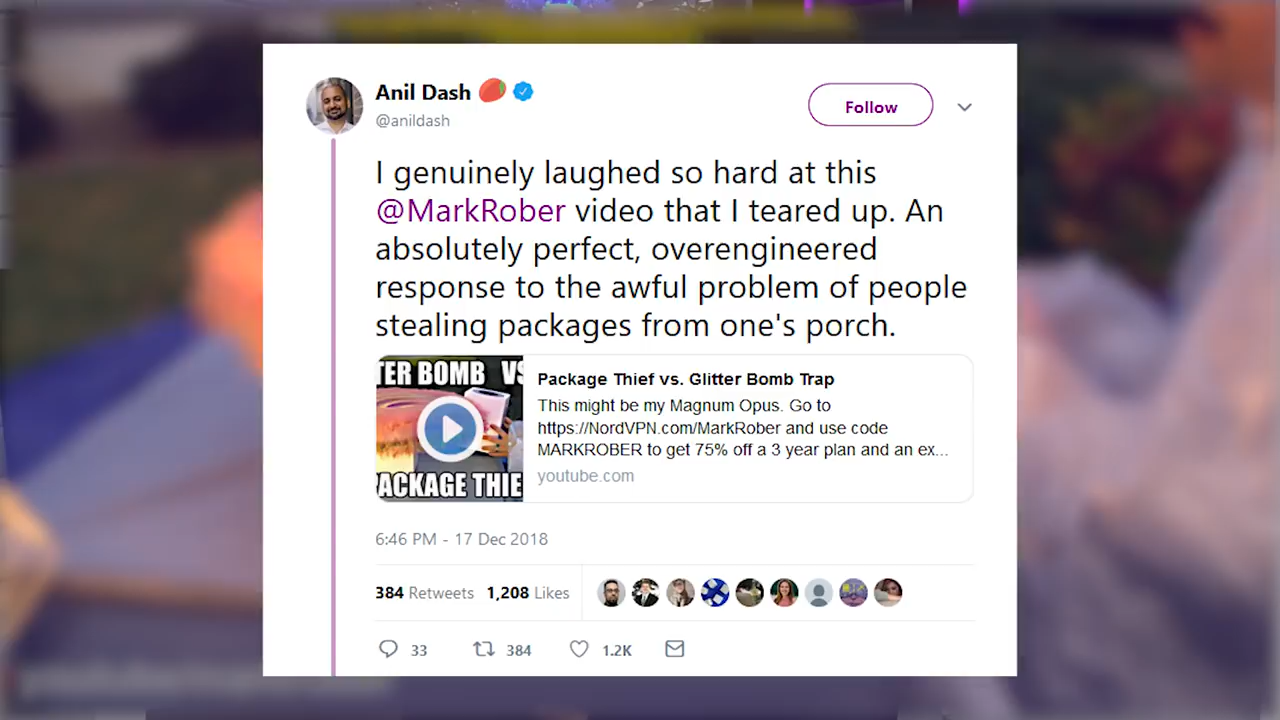 Anil Dash
@anildash
Follow
I genuinely laughed so hard at this
@MarkRober video that I teared up. An
absolutely perfect, overengineered
response to the awful problem of people
stealing packages from one's porch.
TER BOMB VS
PACKAGE THIE
Package Thief vs. Glitter Bomb Trap
This might be my Magnum Opus. Go to
https://NordVPN.com/MarkRober and use code
MARKROBER to get 75% off a 3 year plan and an ex...
youtube.com
6:46 PM - 17 Dec 2018
384 Retweets 1,208 Likes
33 384 1.2K